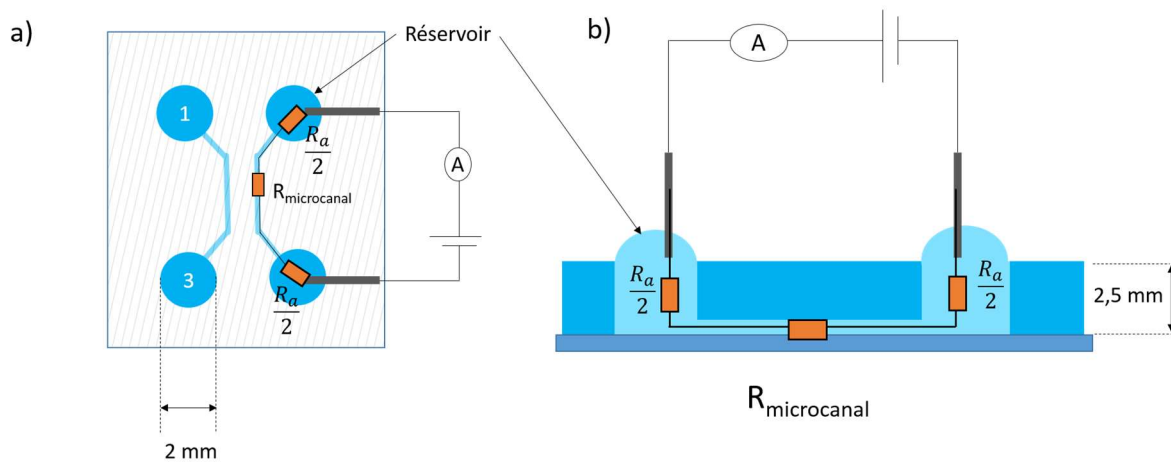 a)
Réservoir
b)
A
1
R_a/2
A
R_microcanal
3
R_a/2
2 mm
R_a/2
R_a/2
2,5 mm
R_microcanal